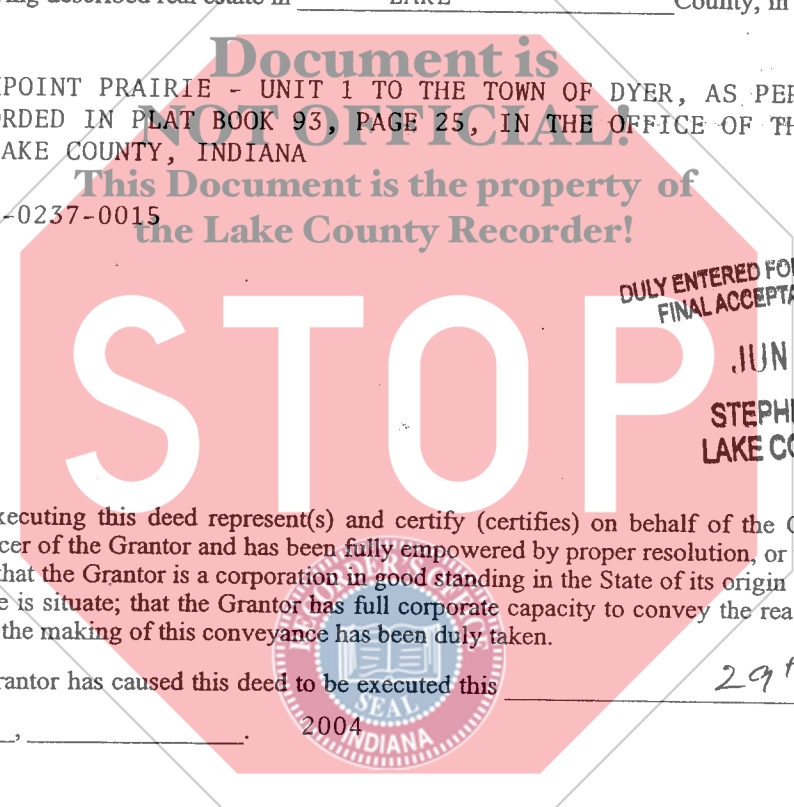 LAKE
County, in
Document is
POINT PRAIRIE - UNIT 1 TO THE TOWN OF DYER, AS PER
RDED IN PLAT BOOK 93, PAGE 25, IN THE OFFICE OF TH
NOT OFFICIAL!
AKE COUNTY, INDIANA
This Document is the property of
-0237-0015
the Lake County Recorder!
DULY ENTERED FO
FINAL ACCEPTA
JUN
STEPH
LAKE CO
STOP
xecuting this deed represent(s) and certify (certifies) on behalf of the
cer of the Grantor and has been fully empowered by proper resolution, or
that the Grantor is a corporation in good standing in the State of its origin
e is situate; that the Grantor has full corporate capacity to convey the rea
the making of this conveyance has been duly taken.
RECORDER'S OFFICE
rantor has caused this deed to be executed this 29th
SEAL
2004
INDIANA